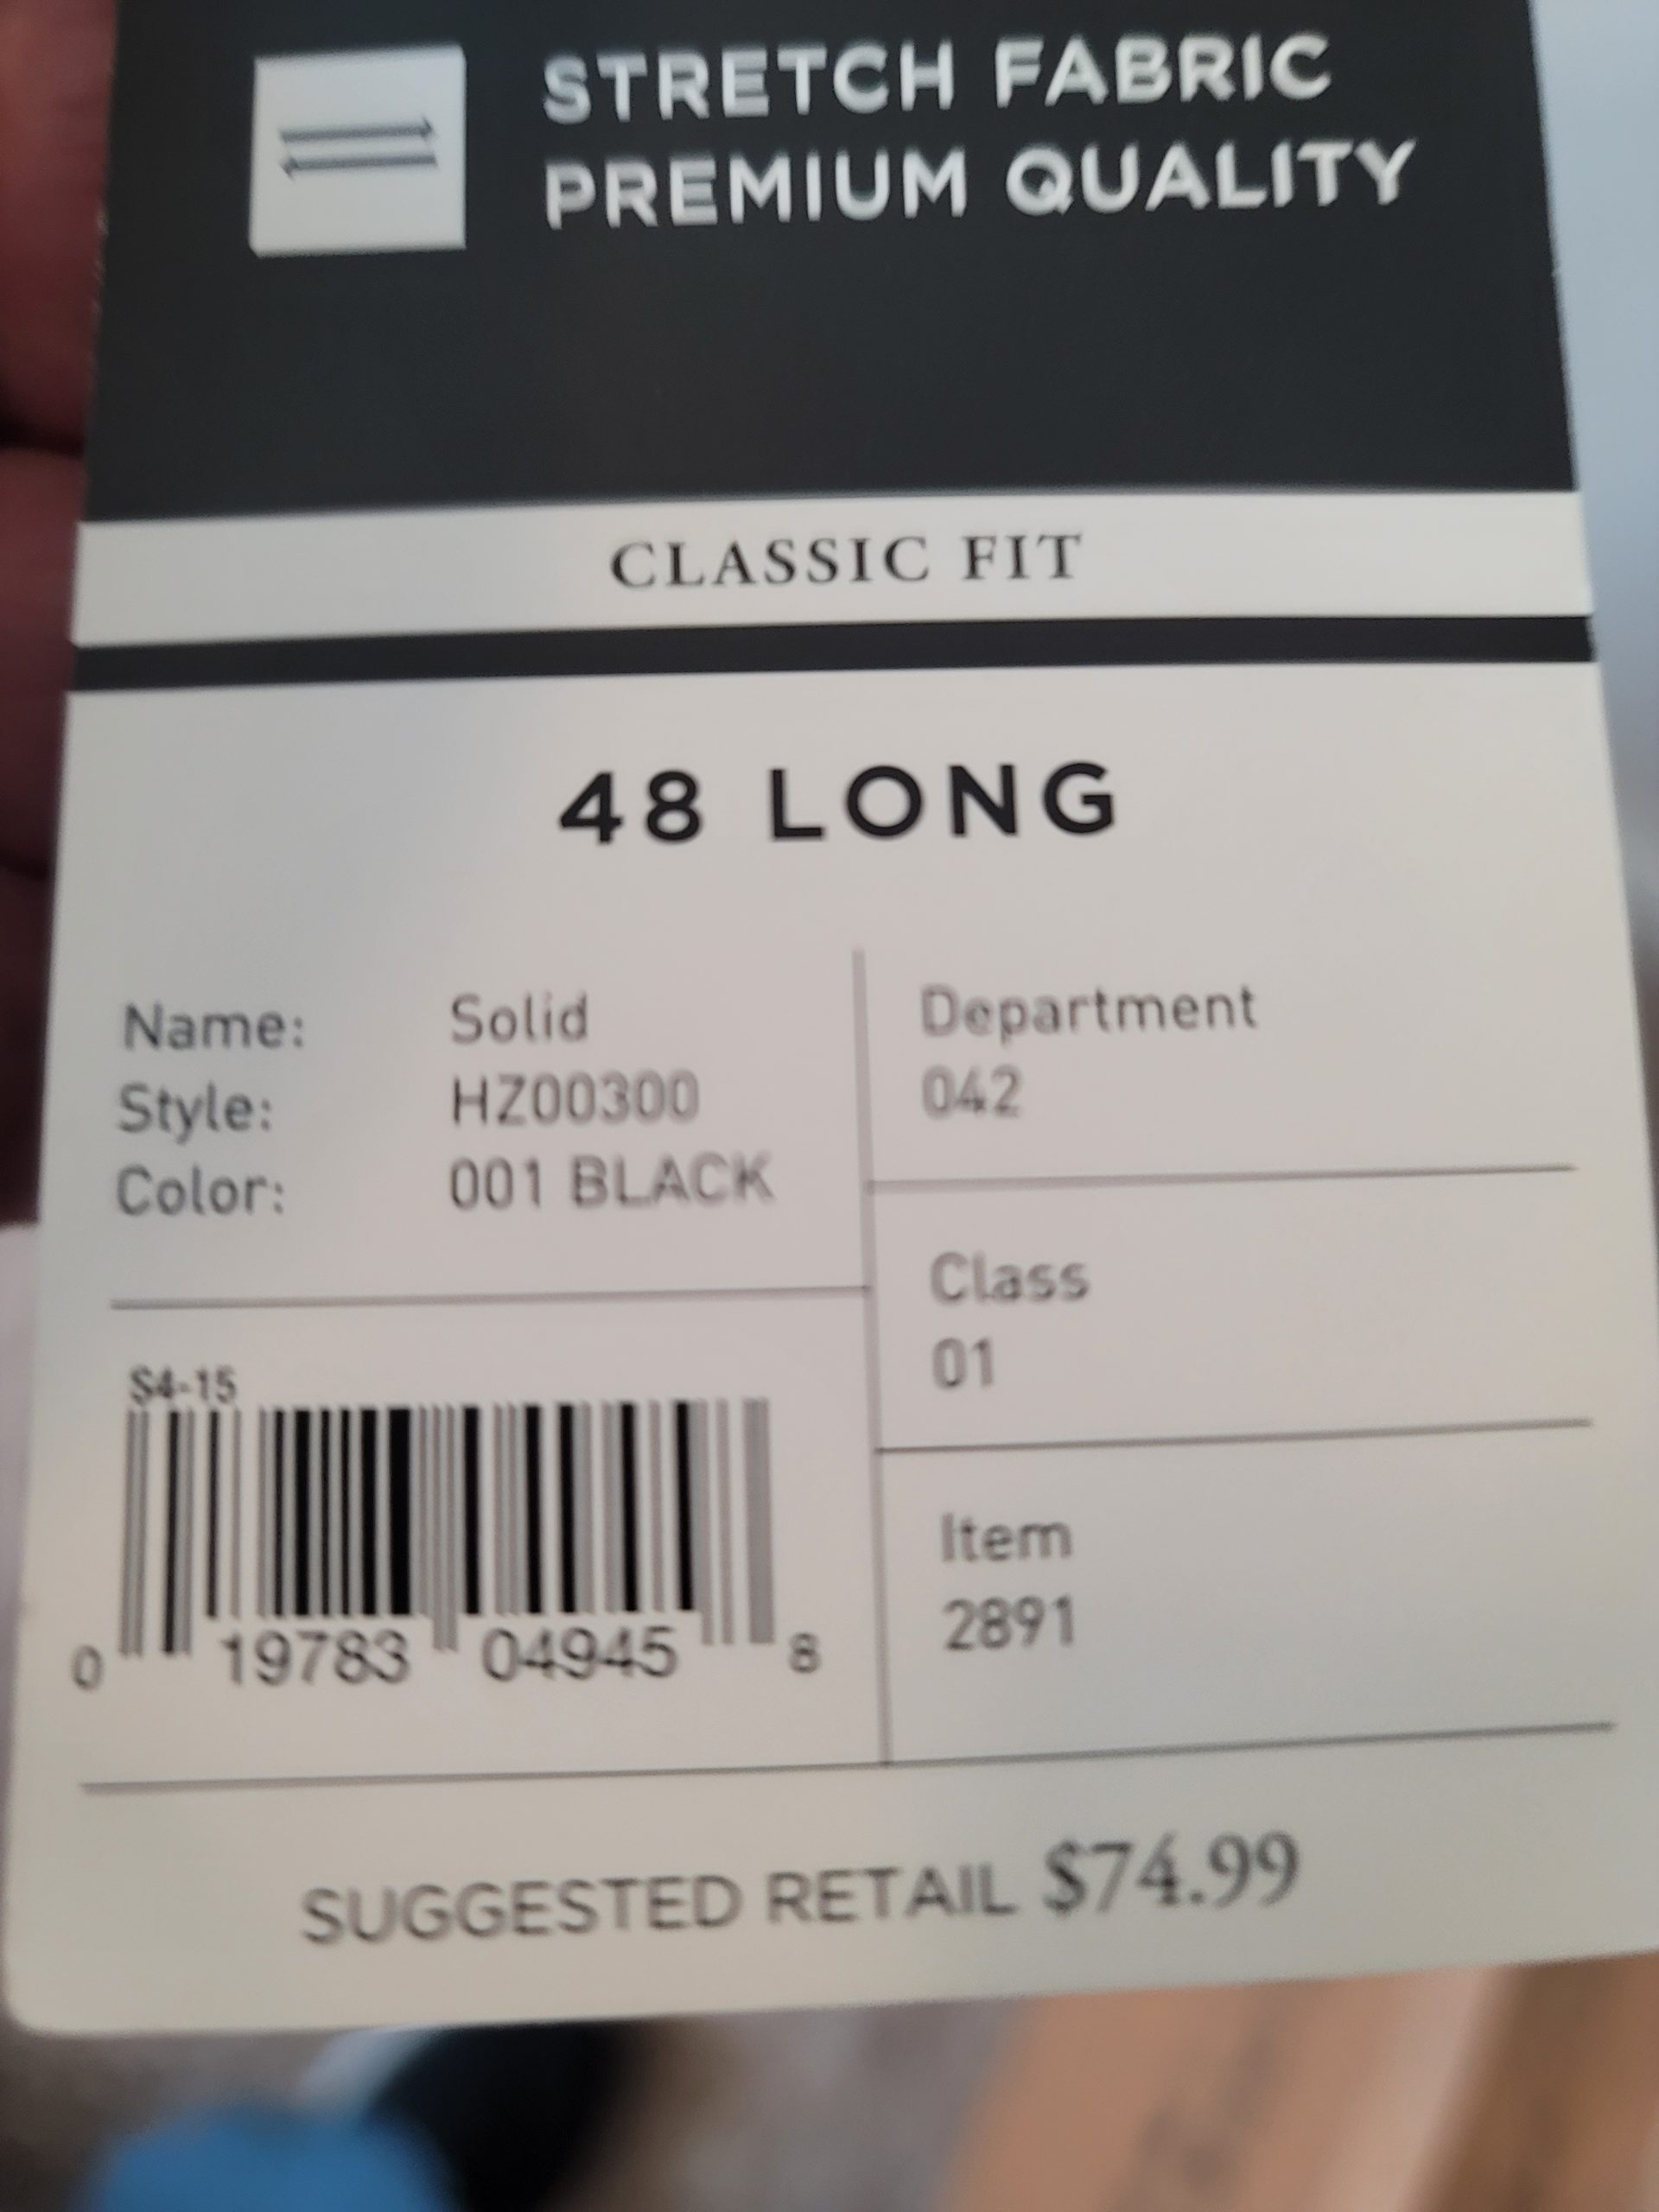 STRETCH FABRIC
PREMIUM QUALITY
CLASSIC FIT
48 LONG
Name: Solid
Style: HZ00300
Color: 001 BLACK
Department
042
Class
01
Item
2891
S4-15
0 19783 04945 8
SUGGESTED RETAIL $74.99